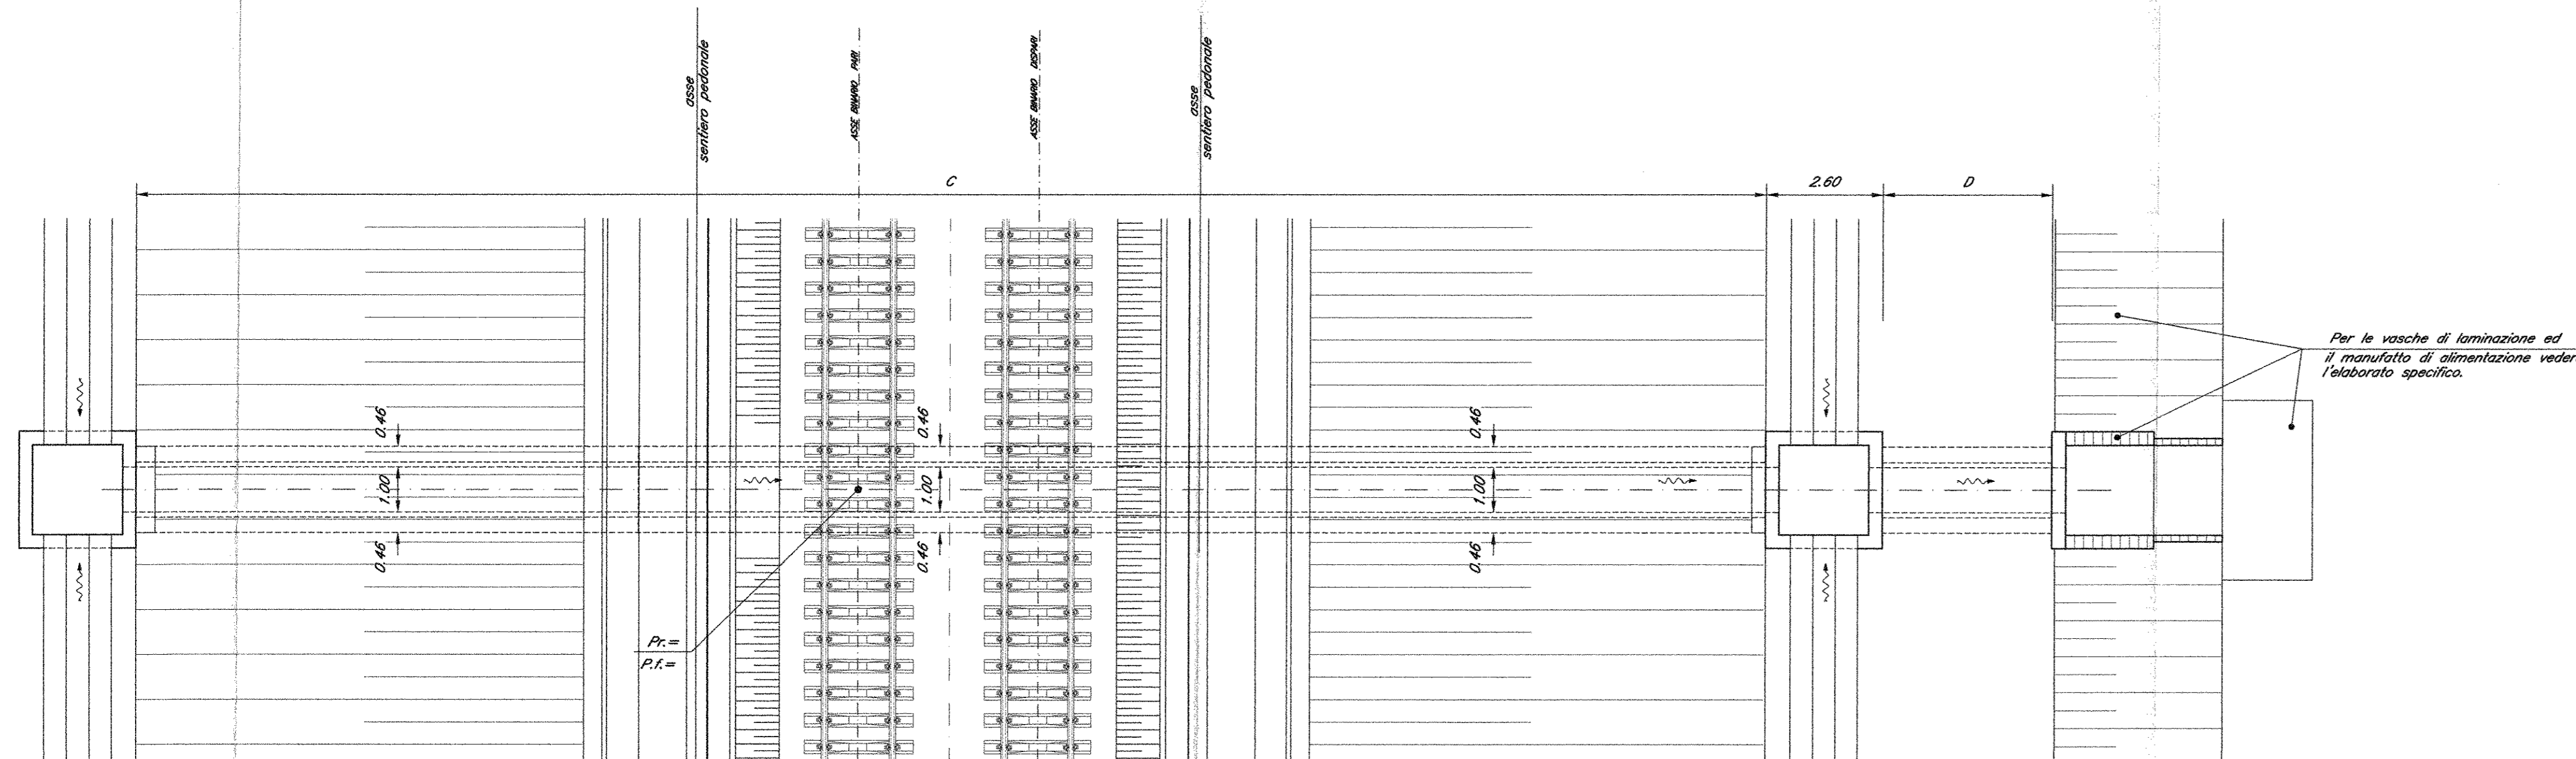 asse
sentiero pedonale
ASSE BINARIO PARI
ASSE BINARIO DISPARI
asse
sentiero pedonale
C
2.60
D
Per le vasche di laminazione ed
il manufatto di alimentazione veder
l'elaborato specifico.
0.46
1.00
0.46
0.46
1.00
0.46
0.46
1.00
0.46
Pr.=
P.f.=